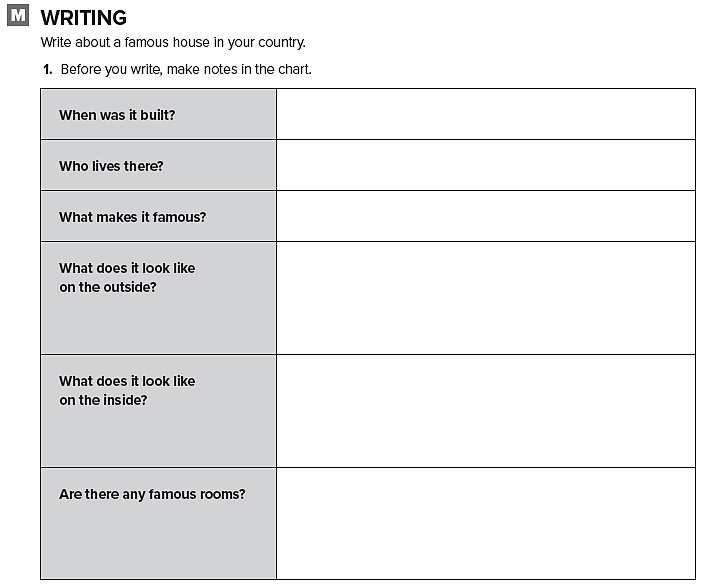 M WRITING
Write about a famous house in your country.
1. Before you write, make notes in the chart.
When was it built?
Who lives there?
What makes it famous?
What does it look like
on the outside?
What does it look like
on the inside?
Are there any famous rooms?